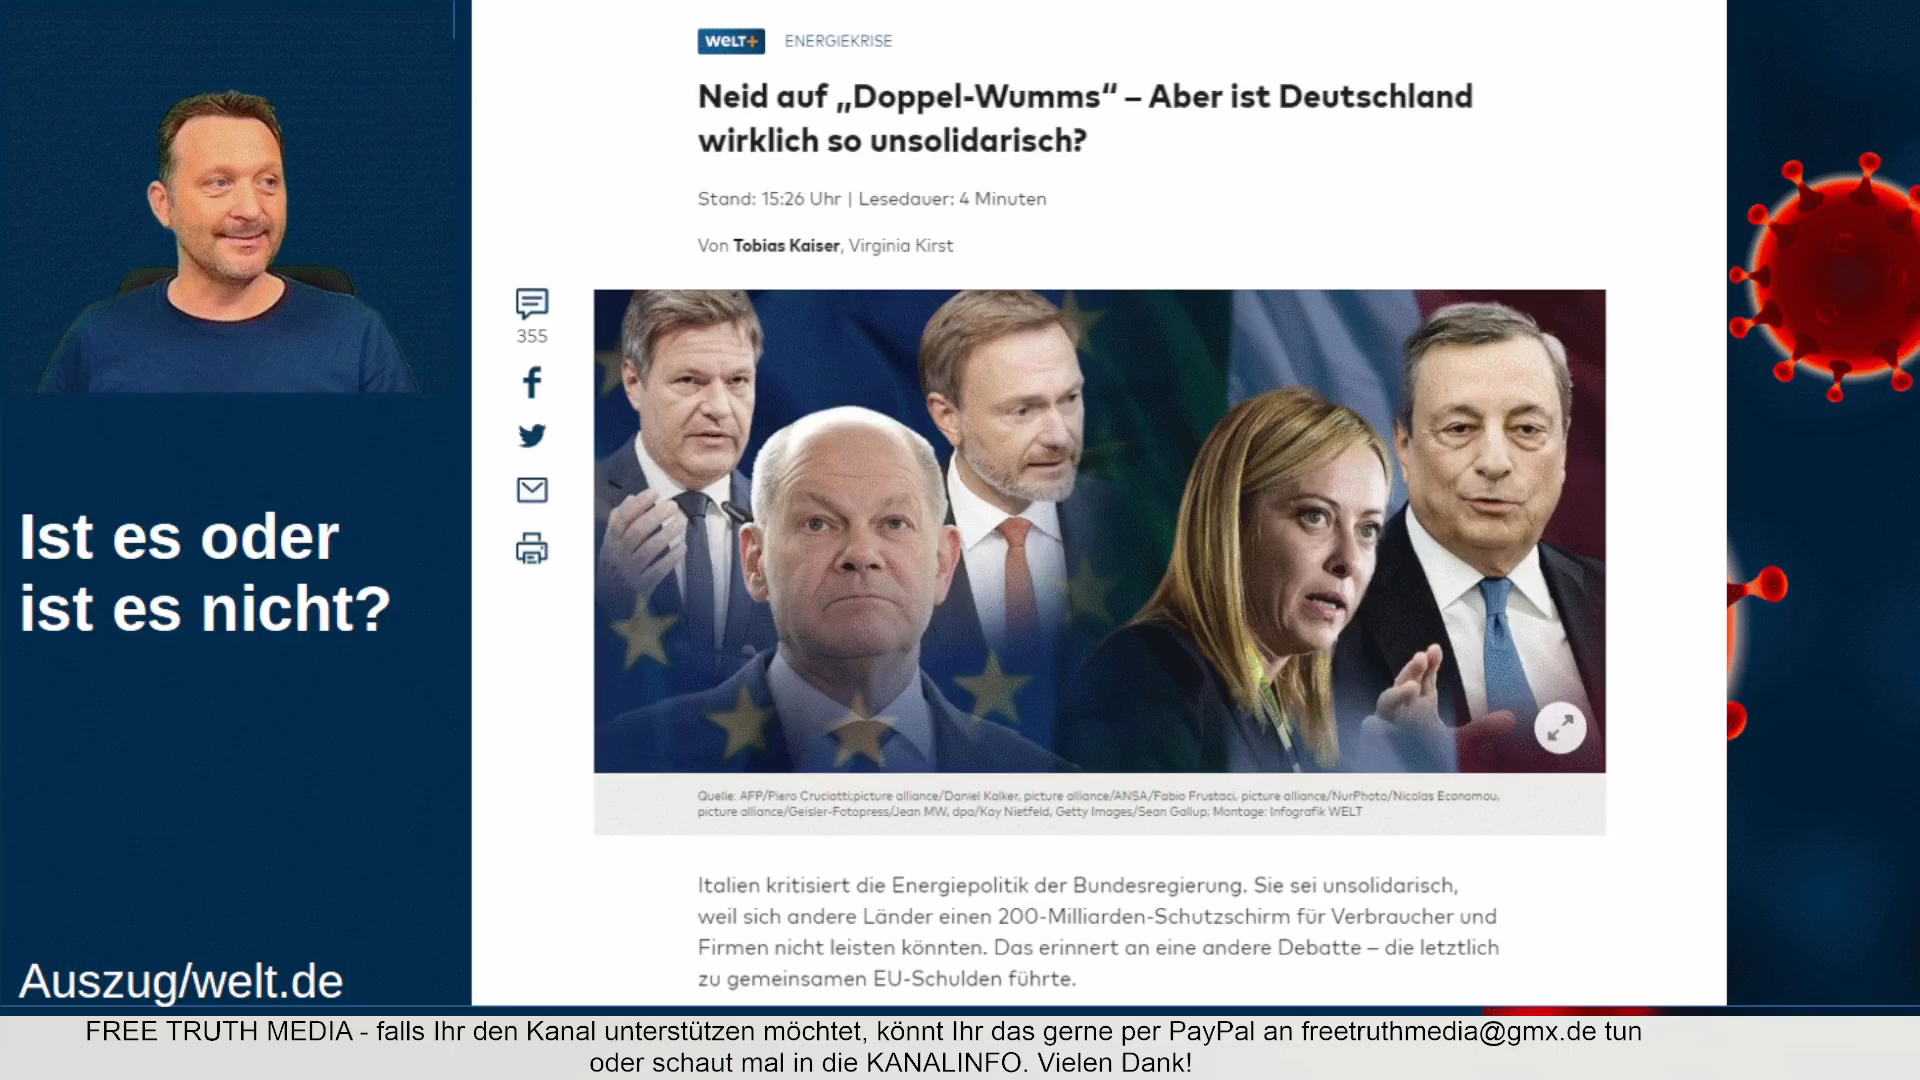 WELT+ ENERGIEKRISE
Neid auf „Doppel-Wumms“ – Aber ist Deutschland
wirklich so unsolidarisch?
Stand: 15:26 Uhr | Lesedauer: 4 Minuten
Von Tobias Kaiser, Virginia Kirst
355
Quelle: AFP/Piero Cruciatti;picture alliance/Daniel Kalker, picture alliance/ANSA/Fabio Frustaci, picture alliance/NurPhoto/Nicolas Economou,
picture alliance/Geisler-Fotopress/Jean MW, dpa/Kay Nietfeld, Getty Images/Sean Gallup; Montage: Infografik WELT
Italien kritisiert die Energiepolitik der Bundesregierung. Sie sei unsolidarisch,
weil sich andere Länder einen 200-Milliarden-Schutzschirm für Verbraucher und
Firmen nicht leisten könnten. Das erinnert an eine andere Debatte – die letztlich
zu gemeinsamen EU-Schulden führte.
Ist es oder
ist es nicht?
Auszug/welt.de
FREE TRUTH MEDIA - falls Ihr den Kanal unterstützen möchtet, könnt Ihr das gerne per PayPal an freetruthmedia@gmx.de tun
oder schaut mal in die KANALINFO. Vielen Dank!